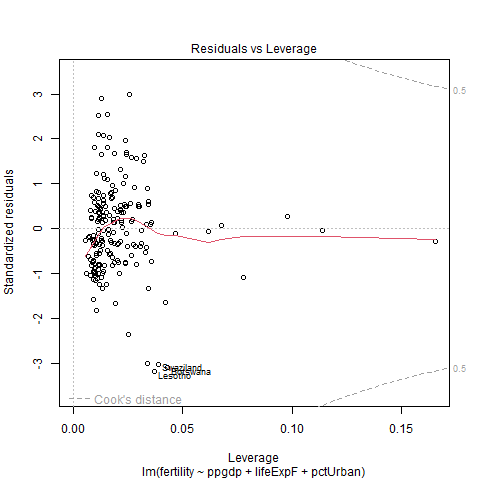 Residuals vs Leverage
Standardized residuals
3
2
1
0
-1
-2
-3
0.5
0.5
Swaziland
Botswana
Lesotho
Cook's distance
0.00 0.05 0.10 0.15
Leverage
lm(fertility ~ ppgdp + lifeExpF + pctUrban)